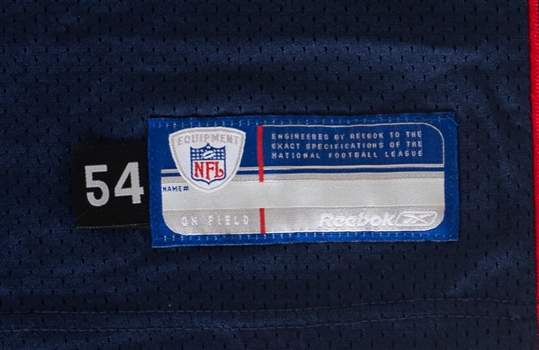 54
EQUIPMENT
NFL
NAME#
ON FIELD
ENGINEERED BY REEBOK TO THE
EXACT SPECIFICATIONS OF THE
NATIONAL FOOTBALL LEAGUE
Reebok